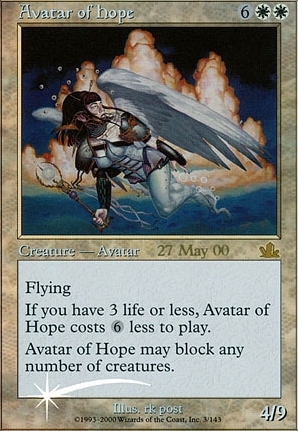 Avatar of Hope 6
Creature — Avatar 27 May 00
Flying
If you have 3 life or less, Avatar of
Hope costs 6 less to play.
Avatar of Hope may block any
number of creatures.
Illus. rk post
©1993-2000 Wizards of the Coast, Inc. 3/143
4/9